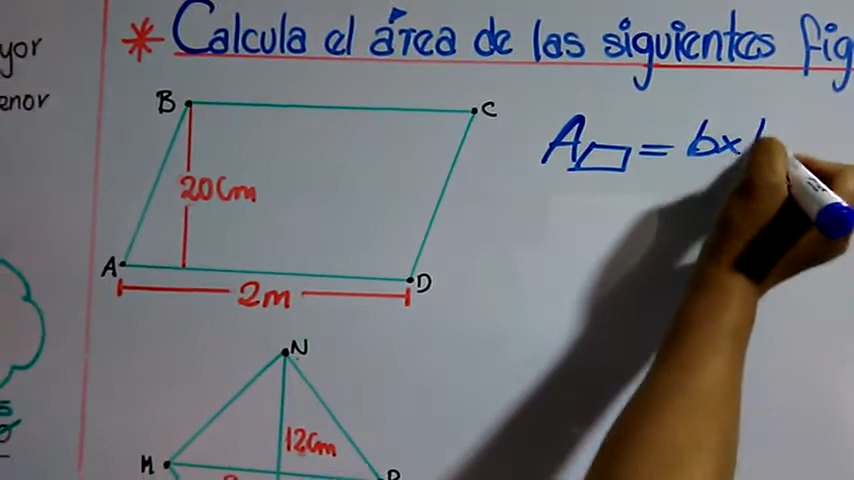 * Calcula el área de las siguientes fig
yor
enor
B
C
A▱ = bx
20Cm
A
D
2m
N
12Cm
M